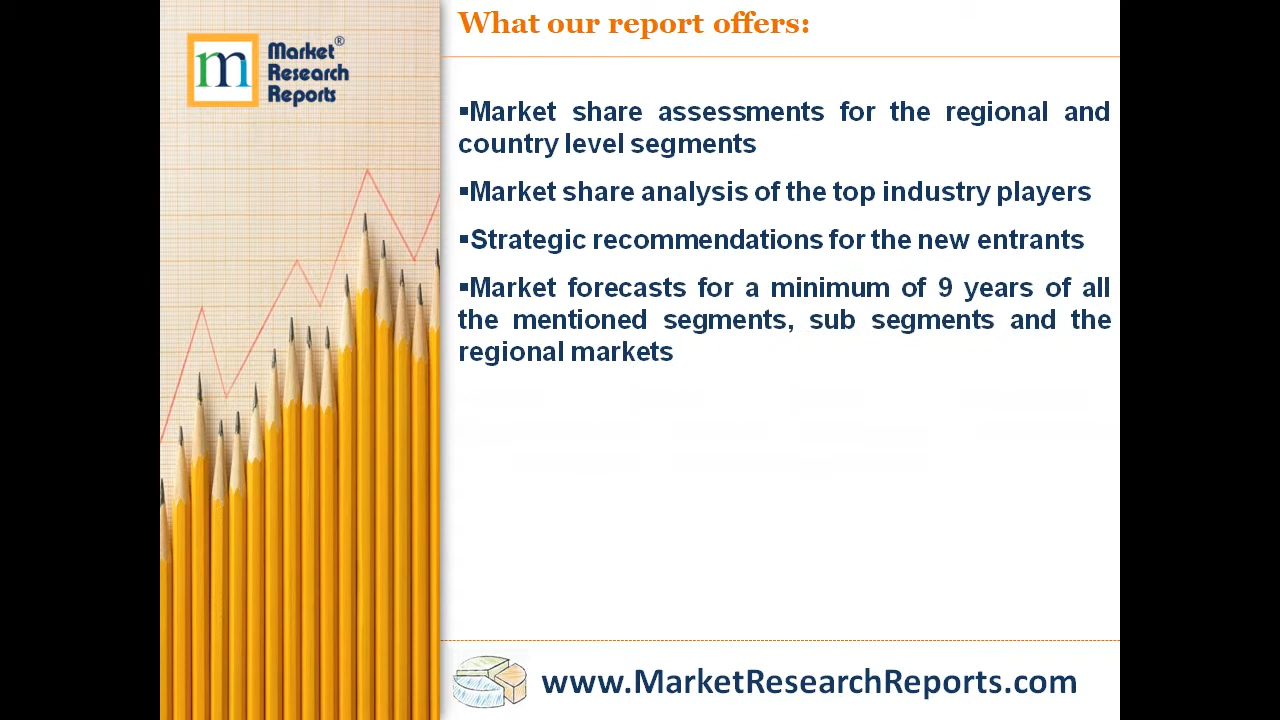 What our report offers:
m
Market®
Research
Reports
▪Market share assessments for the regional and
country level segments
▪Market share analysis of the top industry players
▪Strategic recommendations for the new entrants
▪Market forecasts for a minimum of 9 years of all
the mentioned segments, sub segments and the
regional markets
www.MarketResearchReports.com